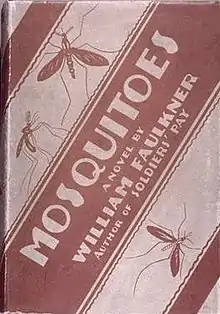 MOSQUITOES
A NOVEL BY
WILLIAM FAULKNER
AUTHOR OF SOLDIERS' PAY